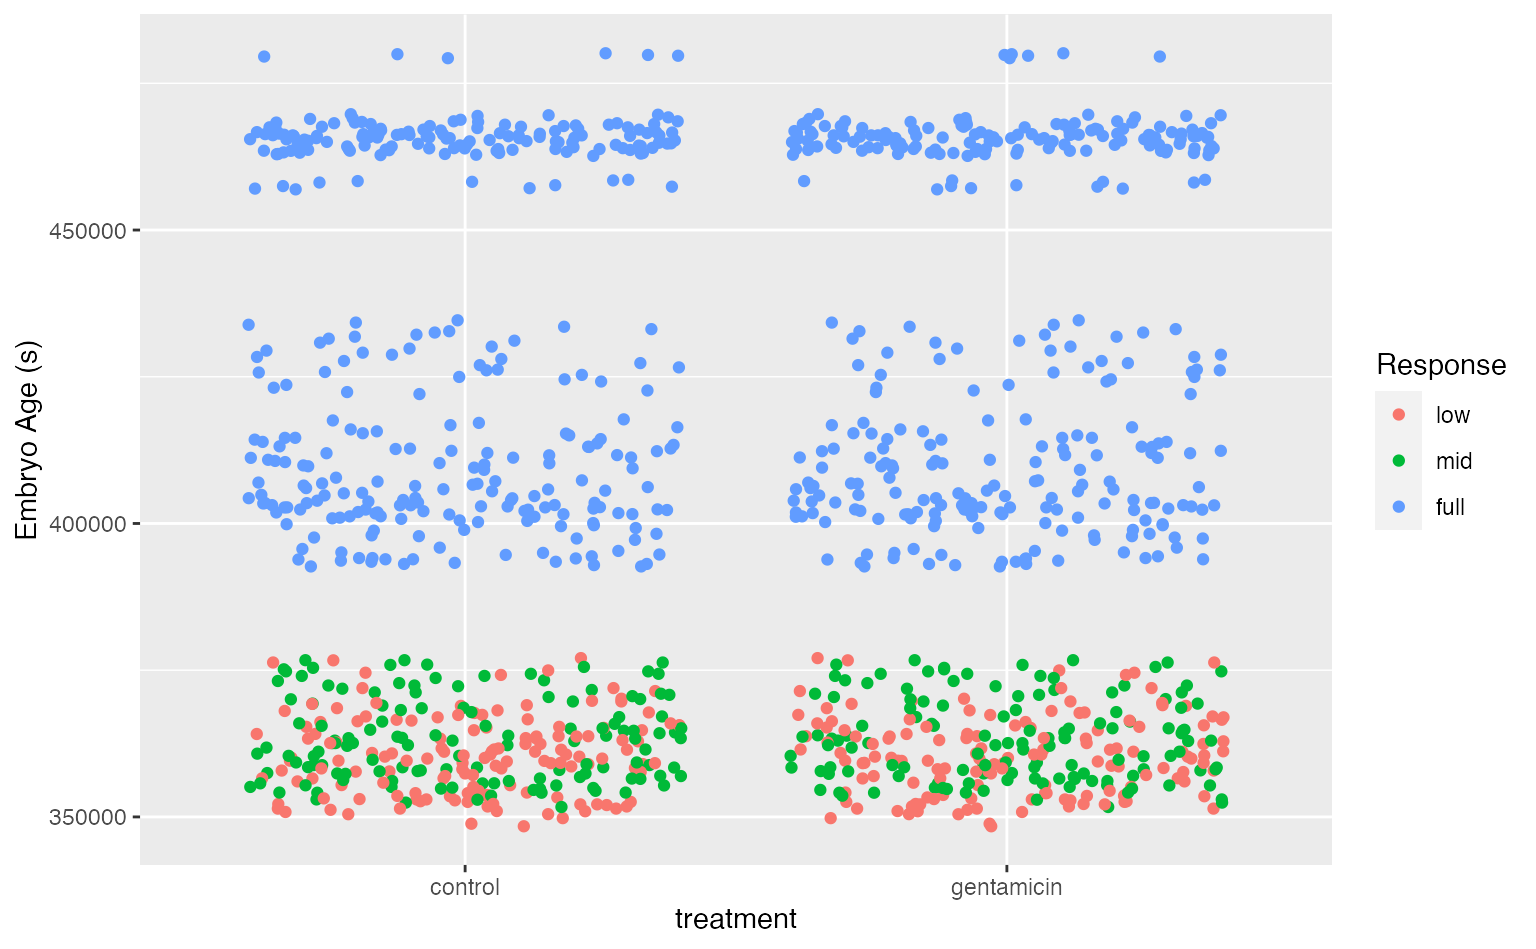 Embryo Age (s)
450000
400000
350000
control
gentamicin
treatment
Response
low
mid
full